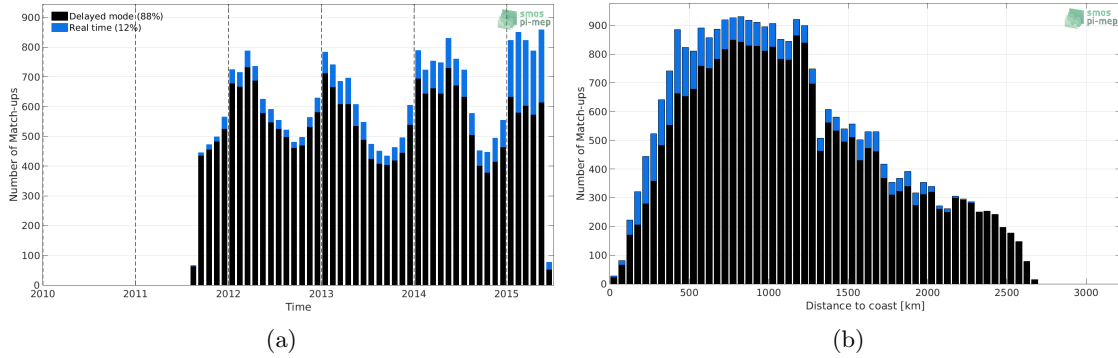 Delayed mode (88%)
Real time (12%)
smos
pi-mep
900
800
700
600
500
400
300
200
100
0
Number of Match-ups
2010
2011
2012
2013
2014
2015
Time
(a)
smos
pi-mep
900
800
700
600
500
400
300
200
100
0
Number of Match-ups
0
500
1000
1500
2000
2500
3000
Distance to coast [km]
(b)